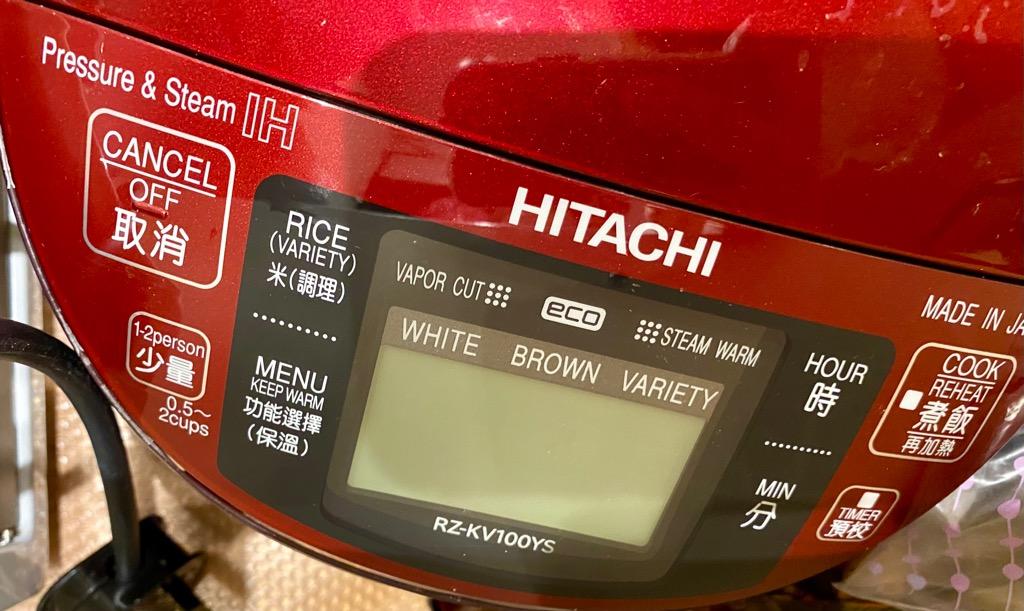 Pressure & Steam IH
CANCEL
OFF
取消
1-2person
少量
0.5～
2cups
RICE
(VARIETY)
米(調理)
MENU
KEEP WARM
功能選擇
(保溫)
HITACHI
VAPOR CUT
eco
STEAM WARM
WHITE BROWN VARIETY
RZ-KV100YS
HOUR
時
MIN
分
MADE IN
COOK
REHEAT
煮飯
再加熱
TIMER
預校